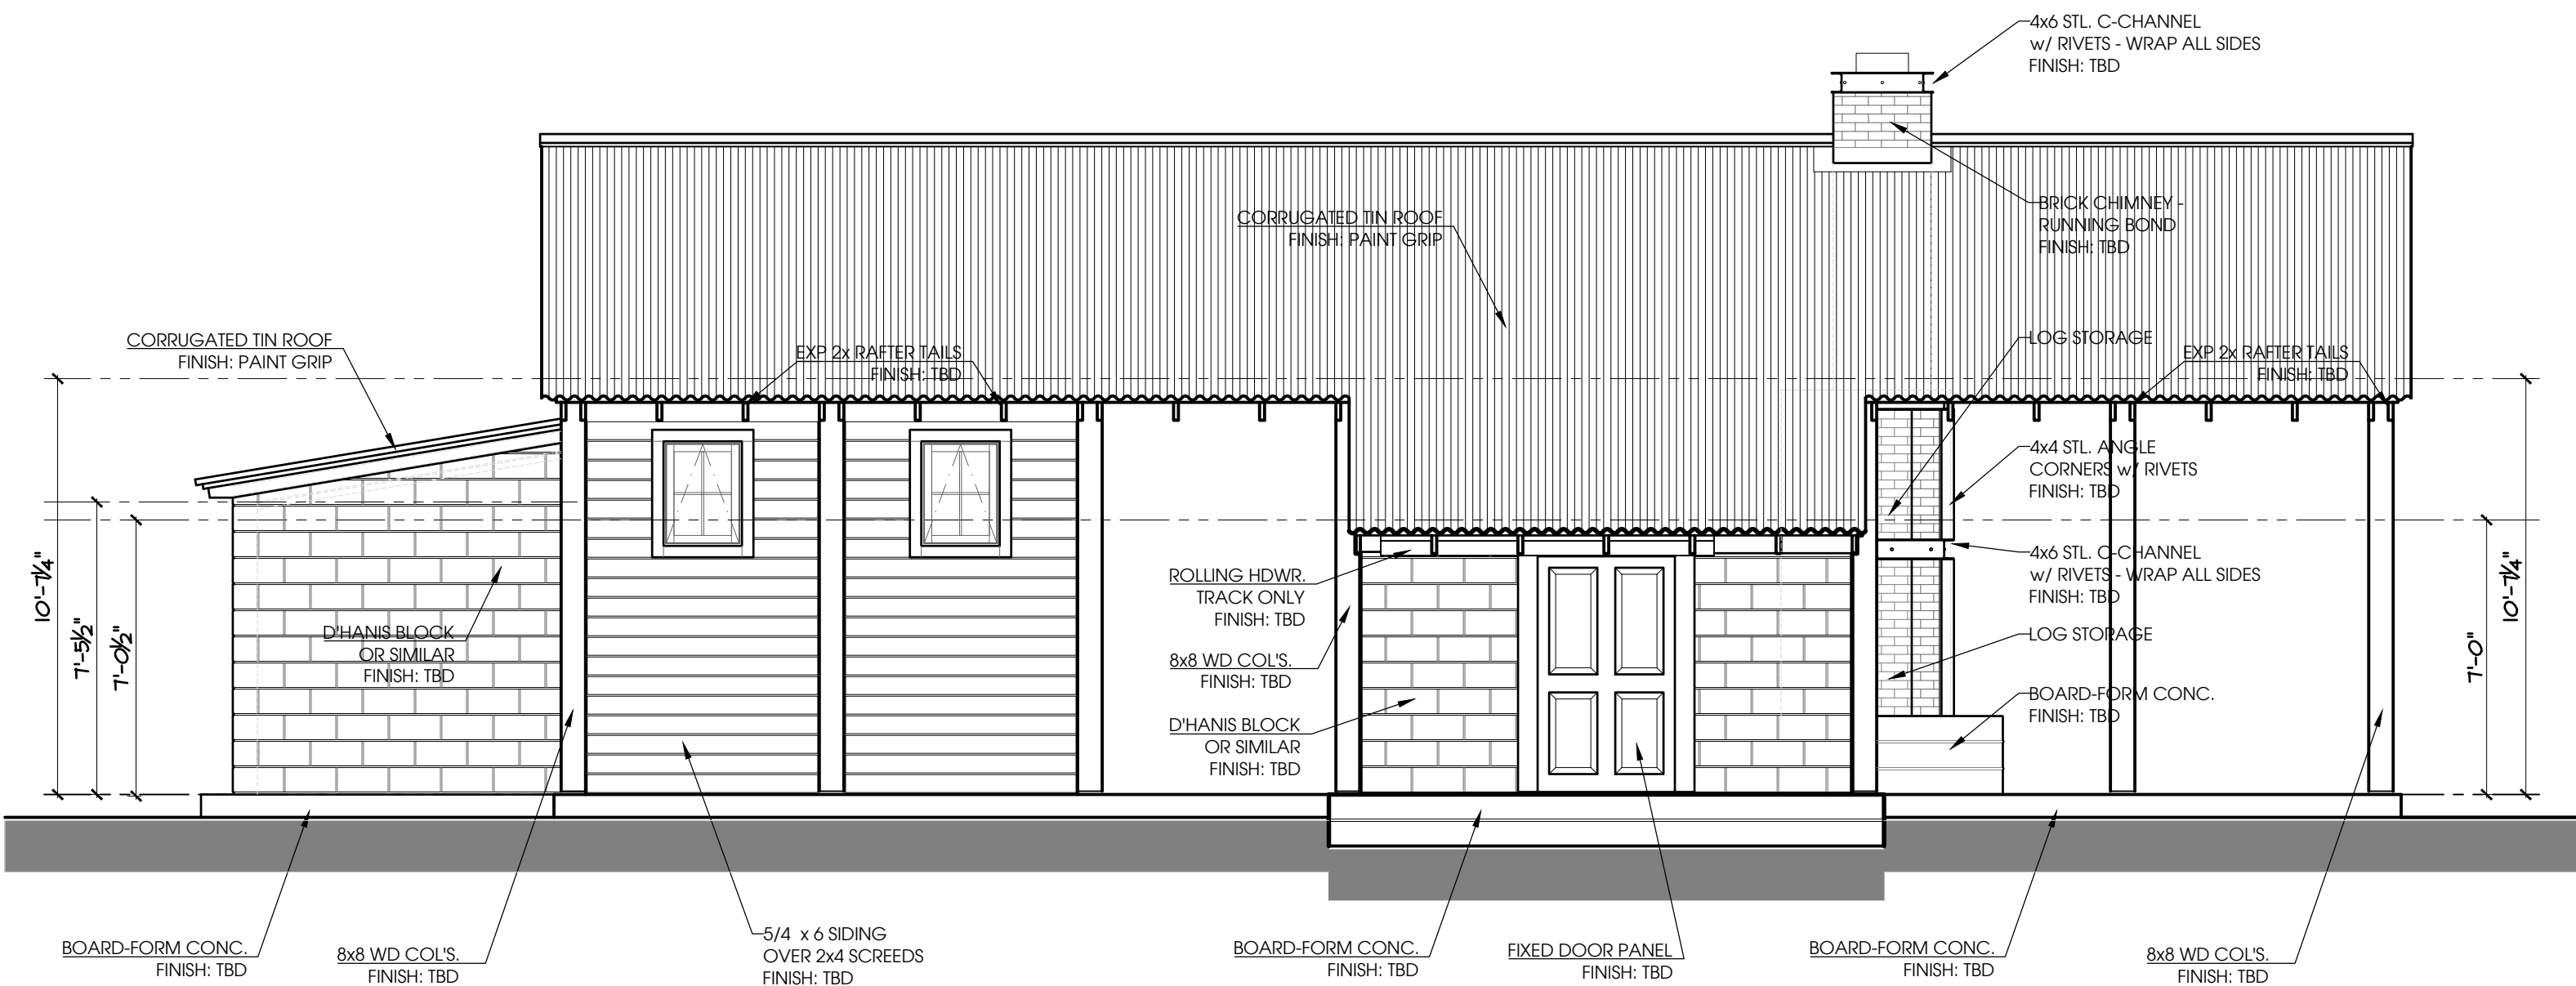 4x6 STL. C-CHANNEL
w/ RIVETS - WRAP ALL SIDES
FINISH: TBD
BRICK CHIMNEY -
RUNNING BOND
FINISH: TBD
CORRUGATED TIN ROOF
FINISH: PAINT GRIP
CORRUGATED TIN ROOF
FINISH: PAINT GRIP
EXP 2x RAFTER TAILS
FINISH: TBD
LOG STORAGE
EXP 2x RAFTER TAILS
FINISH: TBD
4x4 STL. ANGLE
CORNERS w/ RIVETS
FINISH: TBD
4x6 STL. C-CHANNEL
w/ RIVETS - WRAP ALL SIDES
FINISH: TBD
10'-7¼"
7'-5½"
7'-0½"
D'HANIS BLOCK
OR SIMILAR
FINISH: TBD
ROLLING HDWR.
TRACK ONLY
FINISH: TBD
8x8 WD COL'S.
FINISH: TBD
D'HANIS BLOCK
OR SIMILAR
FINISH: TBD
LOG STORAGE
BOARD-FORM CONC.
FINISH: TBD
7'-0"
10'-7¼"
BOARD-FORM CONC.
FINISH: TBD
8x8 WD COL'S.
FINISH: TBD
5/4 x 6 SIDING
OVER 2x4 SCREEDS
FINISH: TBD
BOARD-FORM CONC.
FINISH: TBD
FIXED DOOR PANEL
FINISH: TBD
BOARD-FORM CONC.
FINISH: TBD
8x8 WD COL'S.
FINISH: TBD